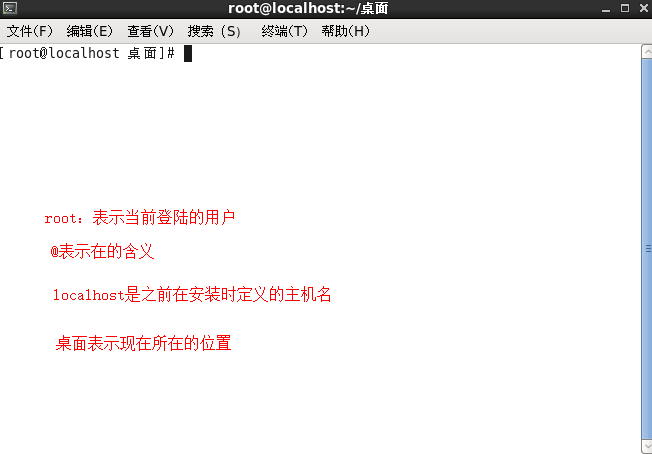 root@localhost:~/桌面
文件(F) 编辑(E) 查看(V) 搜索 (S) 终端(T) 帮助(H)
[root@localhost 桌面]#
root: 表示当前登陆的用户
@表示在的含义
localhost是之前在安装时定义的主机名
桌面表示现在所在的位置